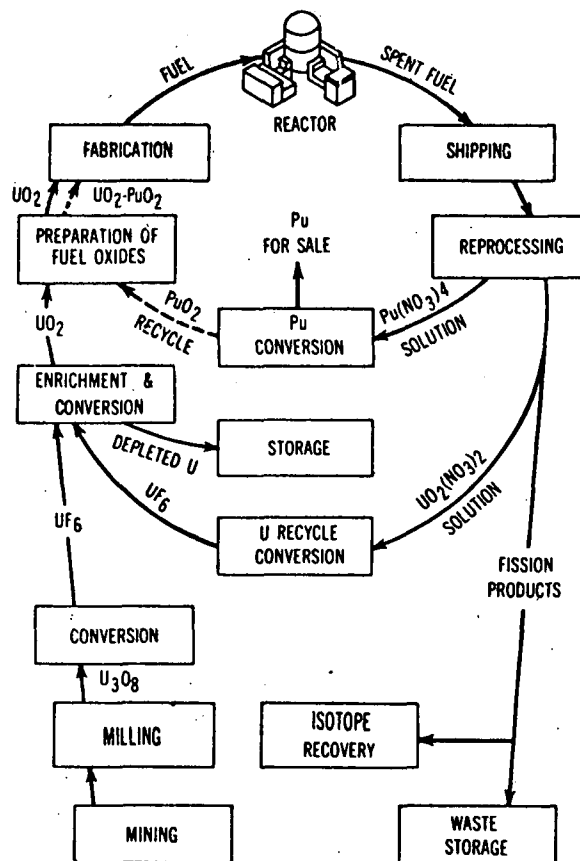 FUEL
SPENT FUEL
REACTOR
FABRICATION
SHIPPING
UO2
UO2-PuO2
Pu
FOR SALE
PREPARATION OF
FUEL OXIDES
REPROCESSING
PuO2
RECYCLE
Pu
CONVERSION
Pu(NO3)4
SOLUTION
UO2
ENRICHMENT &
CONVERSION
DEPLETED U
STORAGE
UF6
UF6
U RECYCLE
CONVERSION
UO2(NO3)2
SOLUTION
FISSION
PRODUCTS
CONVERSION
U3O8
MILLING
ISOTOPE
RECOVERY
MINING
WASTE
STORAGE